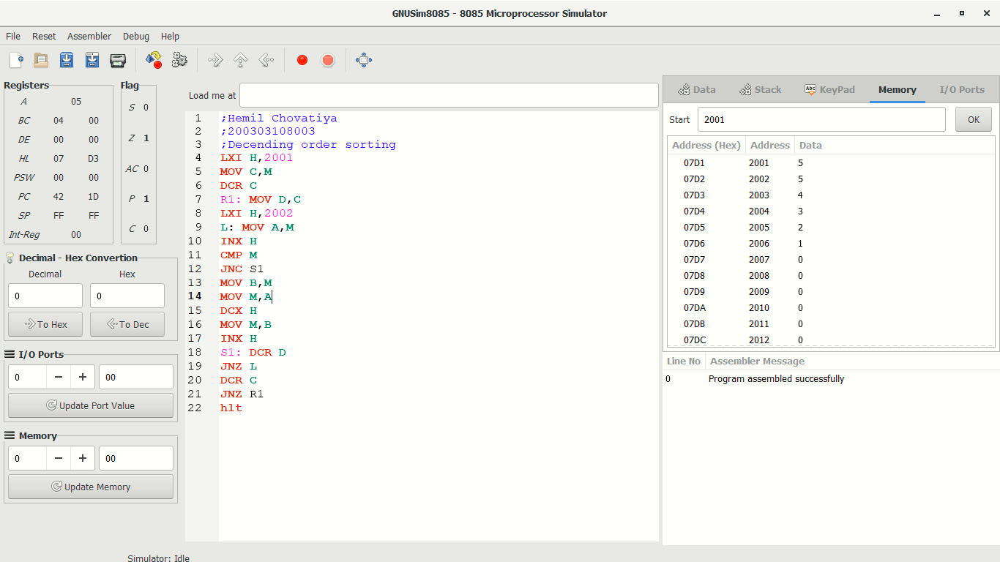 GNUSim8085 - 8085 Microprocessor Simulator
File Reset Assembler Debug Help
Registers
A 05
BC 04 00
DE 00 00
HL 07 D3
PSW 00 00
PC 42 1D
SP FF FF
Int-Reg 00
Flag
S 0
Z 1
AC 0
P 1
C 0
Decimal - Hex Convertion
Decimal Hex
0 0
To Hex To Dec
I/O Ports
0 − + 00
Update Port Value
Memory
0 − + 00
Update Memory
Load me at
1 ;Hemil Chovatiya
2 ;200303108003
3 ;Decending order sorting
4 LXI H,2001
5 MOV C,M
6 DCR C
7 R1: MOV D,C
8 LXI H,2002
9 L: MOV A,M
10 INX H
11 CMP M
12 JNC S1
13 MOV B,M
14 MOV M,A
15 DCX H
16 MOV M,B
17 INX H
18 S1: DCR D
19 JNZ L
20 DCR C
21 JNZ R1
22 hlt
Data Stack Abc KeyPad Memory I/O Ports
Start 2001 OK
Address (Hex) Address Data
07D1 2001 5
07D2 2002 5
07D3 2003 4
07D4 2004 3
07D5 2005 2
07D6 2006 1
07D7 2007 0
07D8 2008 0
07D9 2009 0
07DA 2010 0
07DB 2011 0
07DC 2012 0
Line No Assembler Message
0 Program assembled successfully
Simulator: Idle